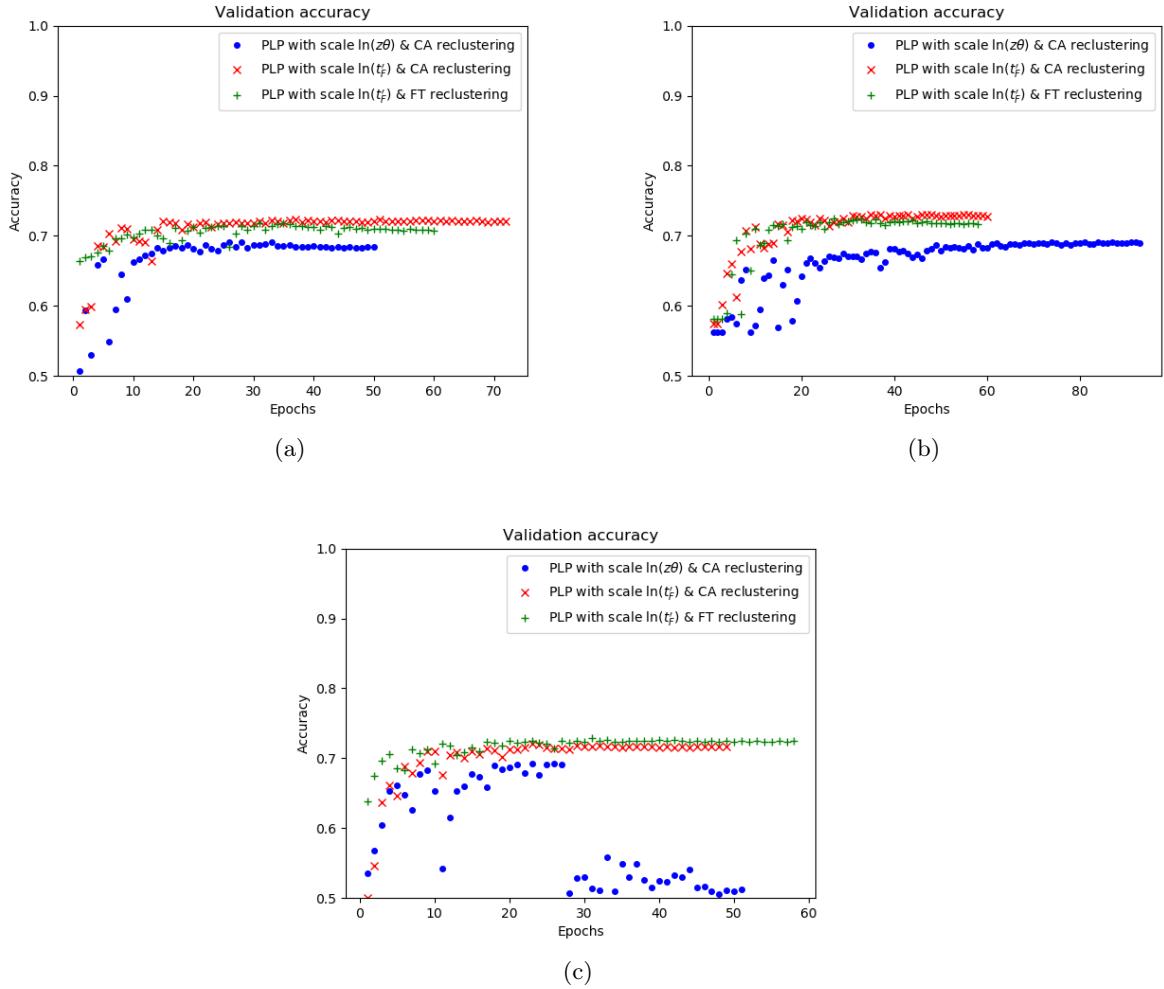 Validation accuracy
1.0
0.9
0.8
0.7
0.6
0.5
Accuracy
PLP with scale ln(zθ) & CA reclustering
PLP with scale ln(t_F^c) & CA reclustering
PLP with scale ln(t_F^c) & FT reclustering
0 10 20 30 40 50 60 70
Epochs
(a)
Validation accuracy
1.0
0.9
0.8
0.7
0.6
0.5
Accuracy
PLP with scale ln(zθ) & CA reclustering
PLP with scale ln(t_F^c) & CA reclustering
PLP with scale ln(t_F^c) & FT reclustering
0 20 40 60 80
Epochs
(b)
Validation accuracy
1.0
0.9
0.8
0.7
0.6
0.5
Accuracy
PLP with scale ln(zθ) & CA reclustering
PLP with scale ln(t_F^c) & CA reclustering
PLP with scale ln(t_F^c) & FT reclustering
0 10 20 30 40 50 60
Epochs
(c)